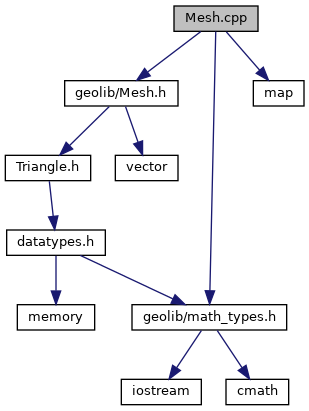 Mesh.cpp
geolib/Mesh.h
map
Triangle.h
vector
datatypes.h
memory
geolib/math_types.h
iostream
cmath